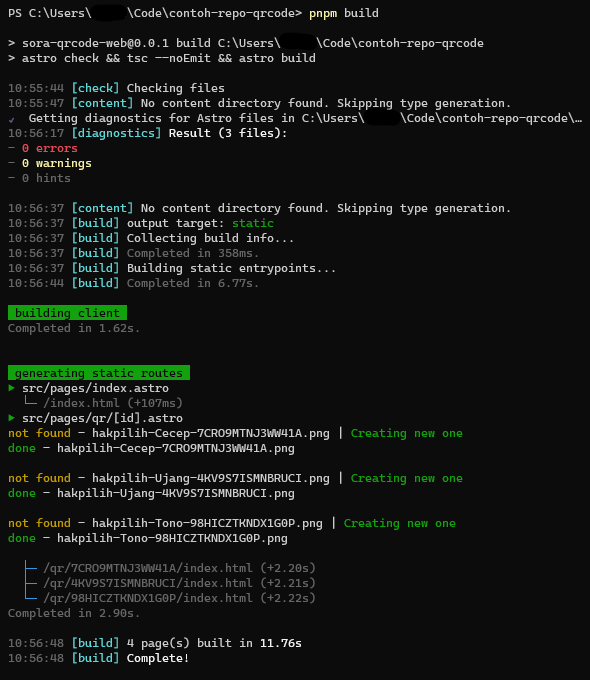 PS C:\Users\ \Code\contoh-repo-qrcode> pnpm build
> sora-qrcode-web@0.0.1 build C:\Users\ \Code\contoh-repo-qrcode
> astro check && tsc --noEmit && astro build
10:55:44 [check] Checking files
10:55:47 [content] No content directory found. Skipping type generation.
✔ Getting diagnostics for Astro files in C:\Users\ \Code\contoh-repo-qrcode\…
10:56:17 [diagnostics] Result (3 files):
- 0 errors
- 0 warnings
- 0 hints
10:56:37 [content] No content directory found. Skipping type generation.
10:56:37 [build] output target: static
10:56:37 [build] Collecting build info...
10:56:37 [build] Completed in 358ms.
10:56:37 [build] Building static entrypoints...
10:56:44 [build] Completed in 6.77s.
building client
Completed in 1.62s.
generating static routes
▶ src/pages/index.astro
└─ /index.html (+107ms)
▶ src/pages/qr/[id].astro
not found - hakpilih-Cecep-7CRO9MTNJ3WW41A.png | Creating new one
done - hakpilih-Cecep-7CRO9MTNJ3WW41A.png
not found - hakpilih-Ujang-4KV9S7ISMNBRUCI.png | Creating new one
done - hakpilih-Ujang-4KV9S7ISMNBRUCI.png
not found - hakpilih-Tono-98HICZTKNDX1G0P.png | Creating new one
done - hakpilih-Tono-98HICZTKNDX1G0P.png
├─ /qr/7CRO9MTNJ3WW41A/index.html (+2.20s)
├─ /qr/4KV9S7ISMNBRUCI/index.html (+2.21s)
└─ /qr/98HICZTKNDX1G0P/index.html (+2.22s)
Completed in 2.90s.
10:56:48 [build] 4 page(s) built in 11.76s
10:56:48 [build] Complete!